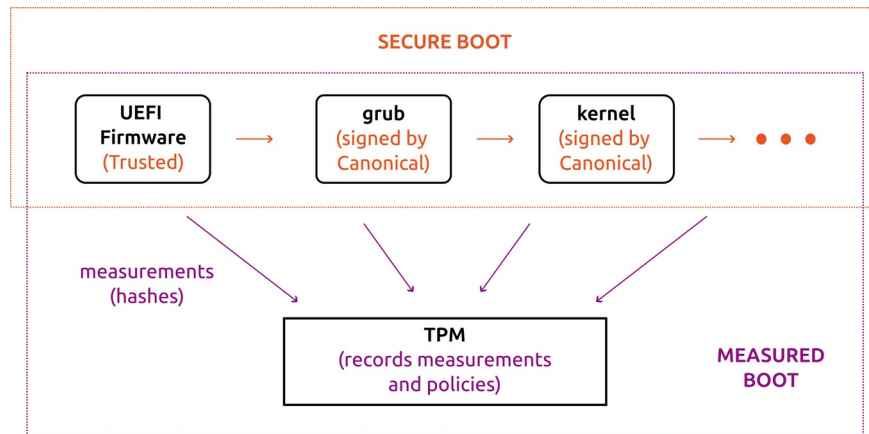 SECURE BOOT
UEFI
Firmware
(Trusted)
grub
(signed by
Canonical)
kernel
(signed by
Canonical)
measurements
(hashes)
TPM
(records measurements
and policies)
MEASURED
BOOT